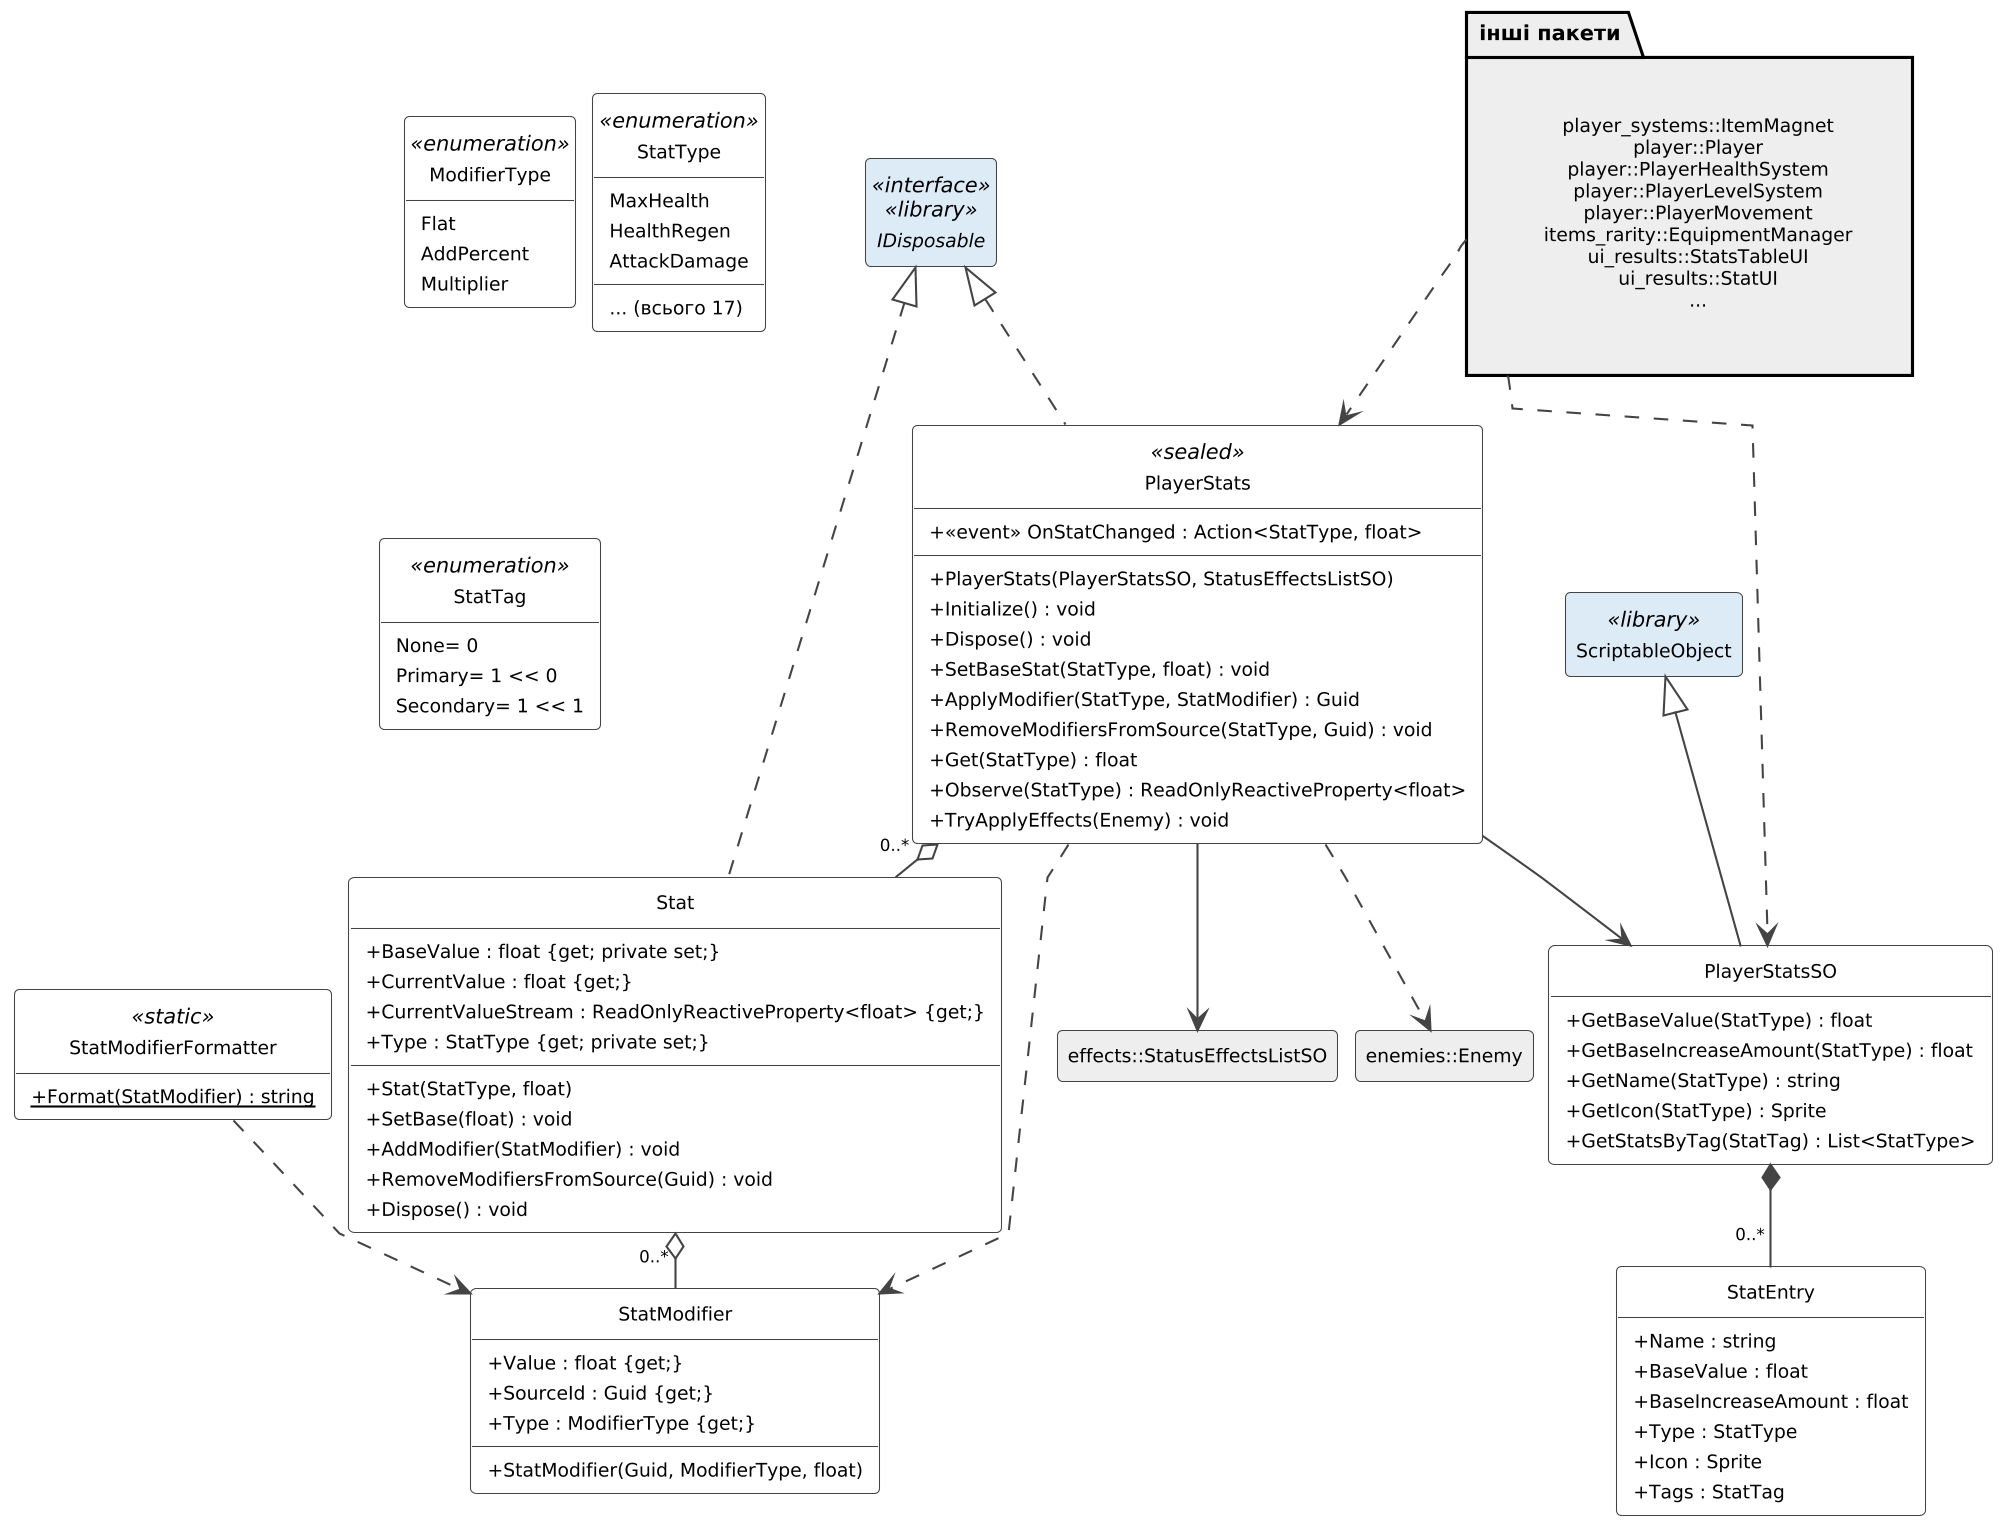 інші пакети
player_systems::ItemMagnet
player::Player
player::PlayerHealthSystem
player::PlayerLevelSystem
player::PlayerMovement
items_rarity::EquipmentManager
ui_results::StatsTableUI
ui_results::StatUI
...
«enumeration»
ModifierType
Flat
AddPercent
Multiplier
«enumeration»
StatType
MaxHealth
HealthRegen
AttackDamage
... (всього 17)
«interface»
«library»
IDisposable
«sealed»
PlayerStats
+«event» OnStatChanged : Action<StatType, float>
+PlayerStats(PlayerStatsSO, StatusEffectsListSO)
+Initialize() : void
+Dispose() : void
+SetBaseStat(StatType, float) : void
+ApplyModifier(StatType, StatModifier) : Guid
+RemoveModifiersFromSource(StatType, Guid) : void
+Get(StatType) : float
+Observe(StatType) : ReadOnlyReactiveProperty<float>
+TryApplyEffects(Enemy) : void
«enumeration»
StatTag
None= 0
Primary= 1 << 0
Secondary= 1 << 1
«library»
ScriptableObject
0..*
Stat
+BaseValue : float {get; private set;}
+CurrentValue : float {get;}
+CurrentValueStream : ReadOnlyReactiveProperty<float> {get;}
+Type : StatType {get; private set;}
+Stat(StatType, float)
+SetBase(float) : void
+AddModifier(StatModifier) : void
+RemoveModifiersFromSource(Guid) : void
+Dispose() : void
«static»
StatModifierFormatter
+Format(StatModifier) : string
effects::StatusEffectsListSO
enemies::Enemy
PlayerStatsSO
+GetBaseValue(StatType) : float
+GetBaseIncreaseAmount(StatType) : float
+GetName(StatType) : string
+GetIcon(StatType) : Sprite
+GetStatsByTag(StatTag) : List<StatType>
0..*
0..*
StatModifier
+Value : float {get;}
+SourceId : Guid {get;}
+Type : ModifierType {get;}
+StatModifier(Guid, ModifierType, float)
StatEntry
+Name : string
+BaseValue : float
+BaseIncreaseAmount : float
+Type : StatType
+Icon : Sprite
+Tags : StatTag